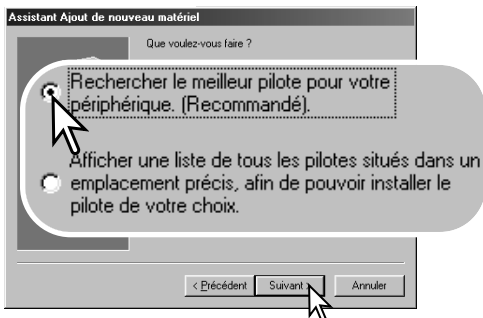 Assistant Ajout de nouveau matériel
Que voulez-vous faire ?
Rechercher le meilleur pilote pour votre
périphérique. (Recommandé).
Afficher une liste de tous les pilotes situés dans un
emplacement précis, afin de pouvoir installer le
pilote de votre choix.
< Précédent Suivant > Annuler